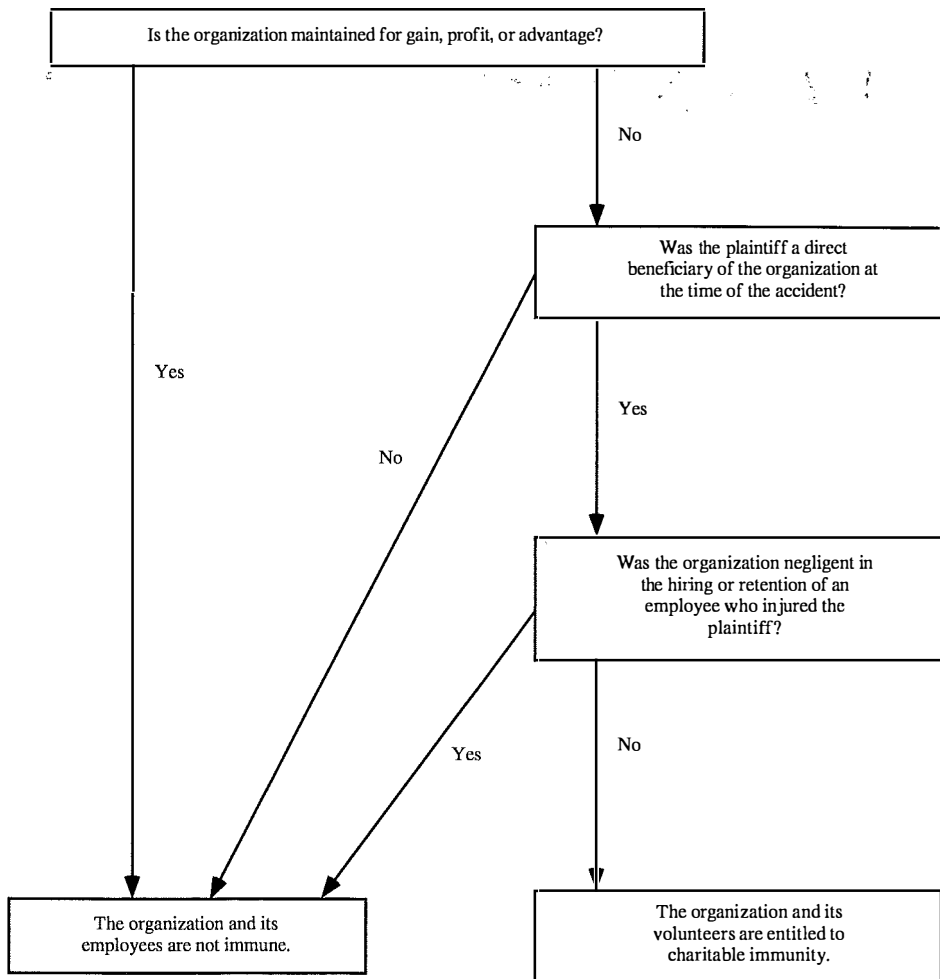 Is the organization maintained for gain, profit, or advantage?
No
Was the plaintiff a direct
beneficiary of the organization at
the time of the accident?
Yes
Yes
No
Was the organization negligent in
the hiring or retention of an
employee who injured the
plaintiff?
Yes
No
The organization and its
employees are not immune.
The organization and its
volunteers are entitled to
charitable immunity.